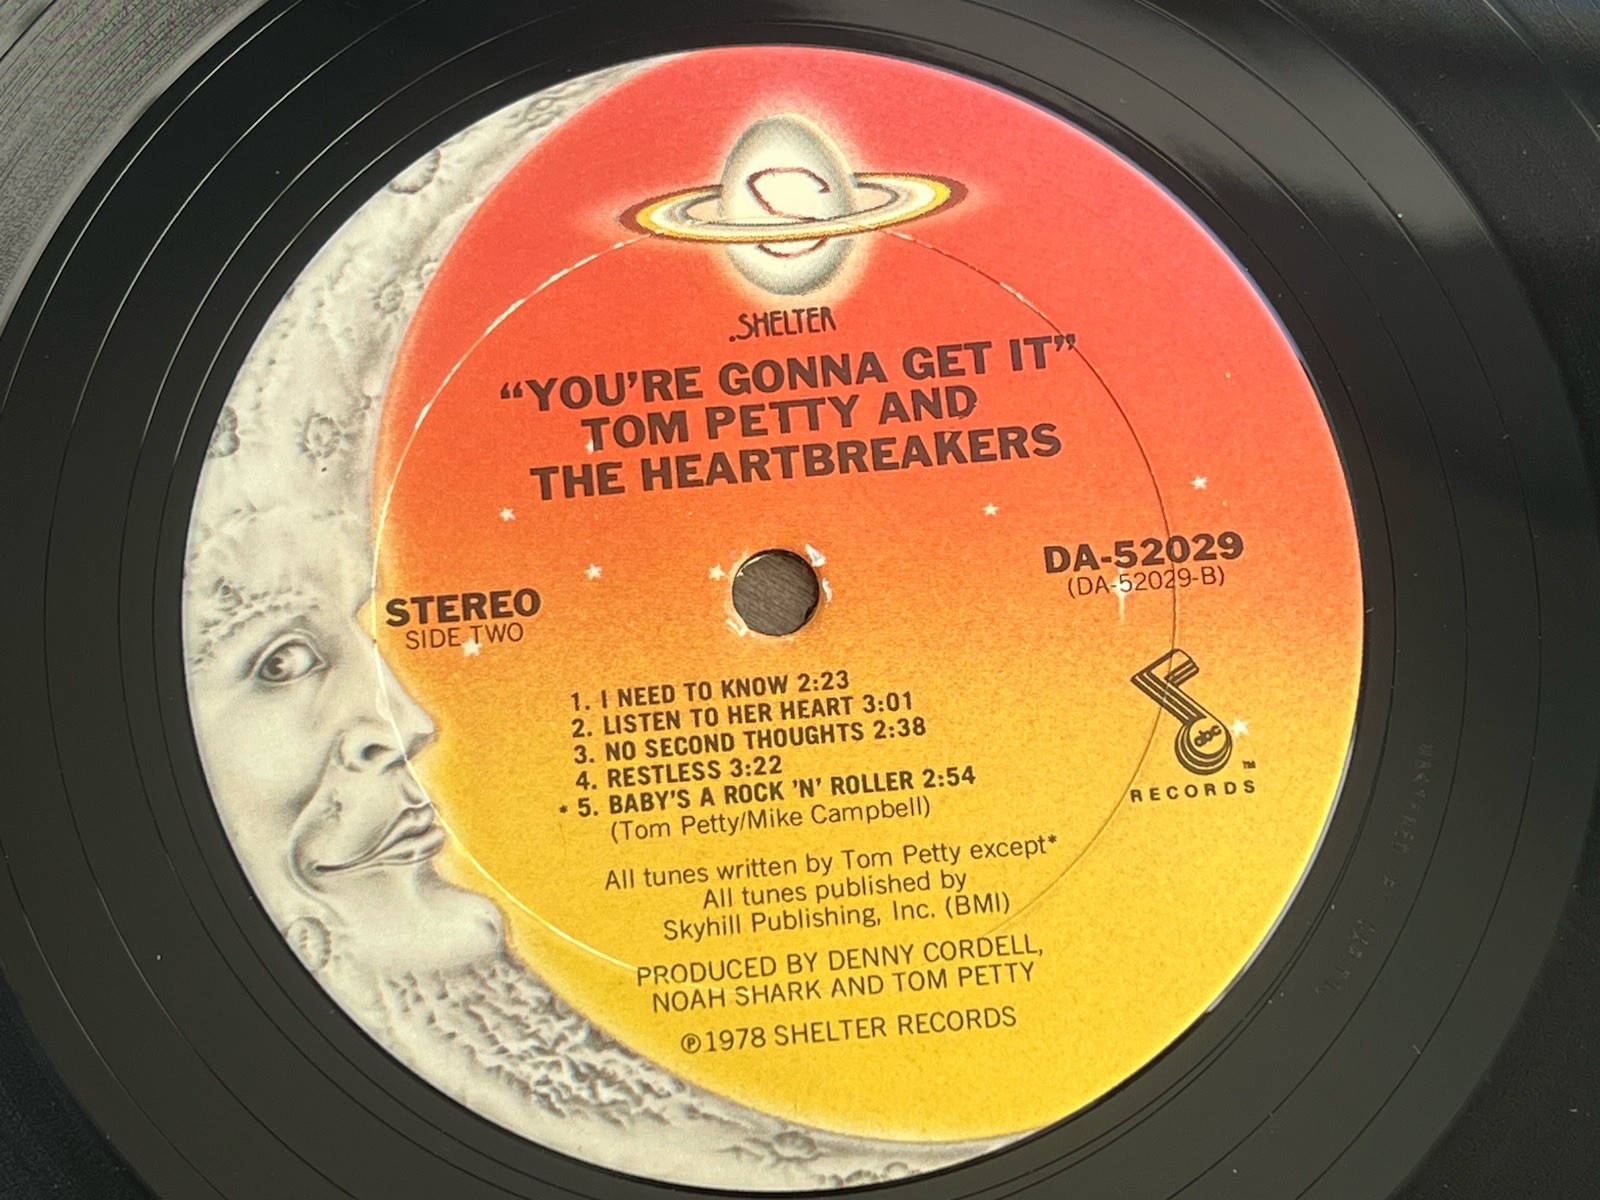 SHELTER
“YOU’RE GONNA GET IT”
TOM PETTY AND
THE HEARTBREAKERS
STEREO
SIDE TWO
DA-52029
(DA-52029-B)
1. I NEED TO KNOW 2:23
2. LISTEN TO HER HEART 3:01
3. NO SECOND THOUGHTS 2:38
4. RESTLESS 3:22
* 5. BABY’S A ROCK ’N’ ROLLER 2:54
(Tom Petty/Mike Campbell)
abc
TM
RECORDS
All tunes written by Tom Petty except*
All tunes published by
Skyhill Publishing, Inc. (BMI)
PRODUCED BY DENNY CORDELL,
NOAH SHARK AND TOM PETTY
℗1978 SHELTER RECORDS